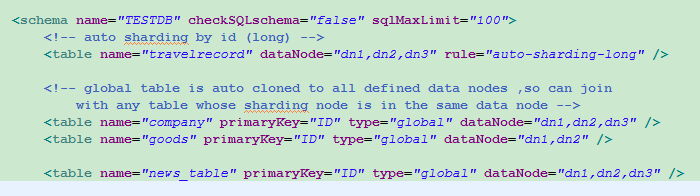 <schema name="TESTDB" checkSQLschema="false" sqlMaxLimit="100">
<!-- auto sharding by id (long) -->
<table name="travelrecord" dataNode="dn1,dn2,dn3" rule="auto-sharding-long" />
<!-- global table is auto cloned to all defined data nodes ,so can join
with any table whose sharding node is in the same data node -->
<table name="company" primaryKey="ID" type="global" dataNode="dn1,dn2,dn3" />
<table name="goods" primaryKey="ID" type="global" dataNode="dn1,dn2" />
<table name="news_table" primaryKey="ID" type="global" dataNode="dn1,dn2,dn3" />